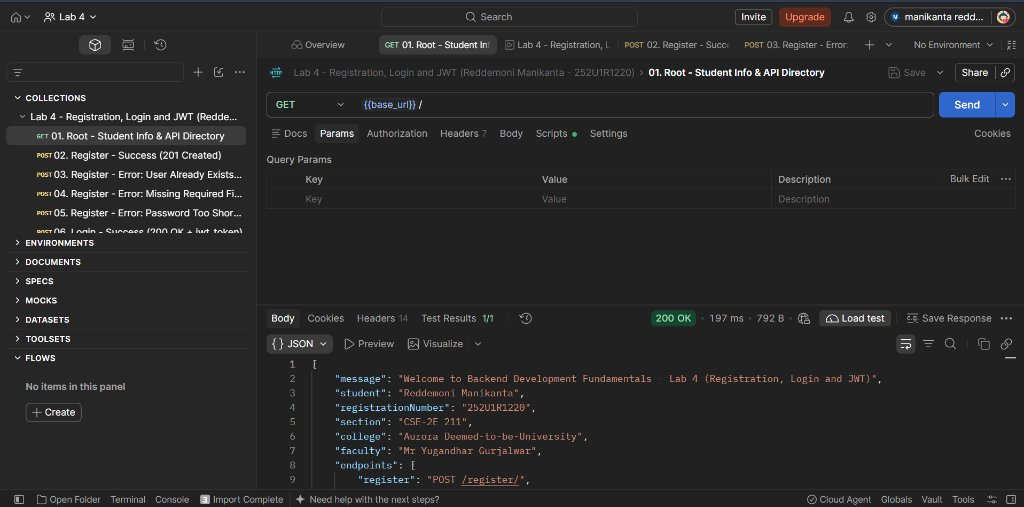 Lab 4
Search
Invite
Upgrade
manikanta redd...
Overview
GET 01. Root - Student In
Lab 4 - Registration, L
POST 02. Register - Succe
POST 03. Register - Error:
No Environment
Lab 4 - Registration, Login and JWT (Reddemoni Manikanta - 252U1R1220) > 01. Root - Student Info & API Directory
Save
Share
COLLECTIONS
Lab 4 - Registration, Login and JWT (Redde...
GET 01. Root - Student Info & API Directory
POST 02. Register - Success (201 Created)
POST 03. Register - Error: User Already Exists...
POST 04. Register - Error: Missing Required Fi...
POST 05. Register - Error: Password Too Shor...
POST 06. Login - Success (200 OK + jwt_token)
ENVIRONMENTS
DOCUMENTS
SPECS
MOCKS
DATASETS
TOOLSETS
FLOWS
No items in this panel
+ Create
GET
{{base_url}} /
Send
Docs Params Authorization Headers 7 Body Scripts Settings
Cookies
Query Params
Key Value Description Bulk Edit
Key Value Description
Body Cookies Headers 14 Test Results 1/1
200 OK • 197 ms • 792 B
Load test
Save Response
{} JSON
Preview
Visualize
1 {
2 "message": "Welcome to Backend Development Fundamentals - Lab 4 (Registration, Login and JWT)",
3 "student": "Reddemoni Manikanta",
4 "registrationNumber": "252U1R1220",
5 "section": "CSE-2E 211",
6 "college": "Aurora Deemed-to-be-University",
7 "faculty": "Mr Yugandhar Gurjalwar",
8 "endpoints": {
9 "register": "POST /register/",
Open Folder Terminal Console 3 Import Complete Need help with the next steps?
Cloud Agent Globals Vault Tools